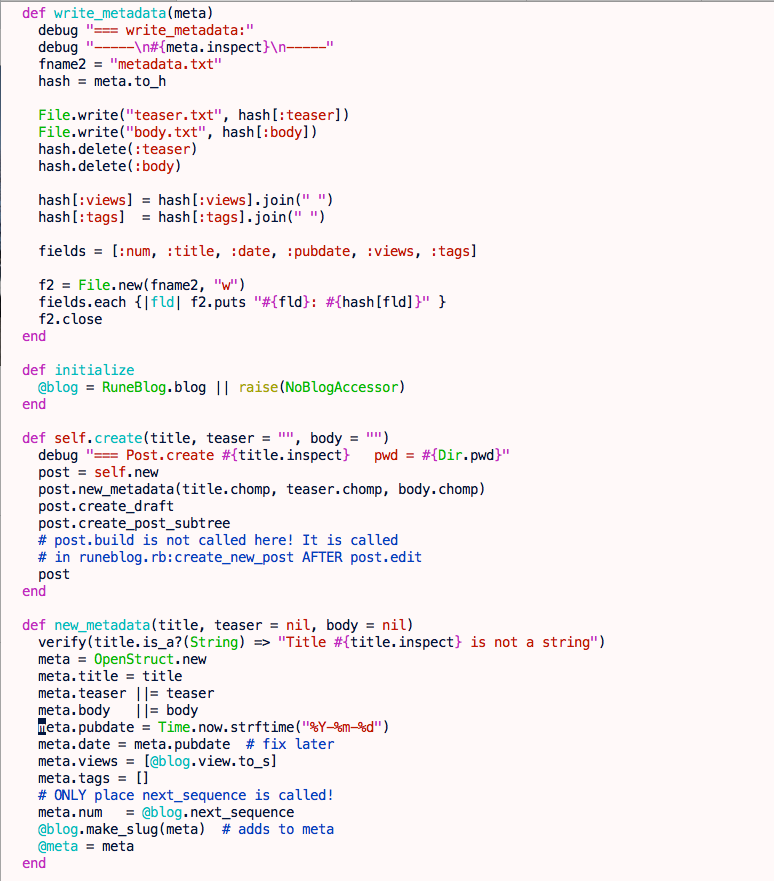 def write_metadata(meta)
  debug "=== write_metadata:"
  debug "-----\n#{meta.inspect}\n-----"
  fname2 = "metadata.txt"
  hash = meta.to_h

  File.write("teaser.txt", hash[:teaser])
  File.write("body.txt", hash[:body])
  hash.delete(:teaser)
  hash.delete(:body)

  hash[:views] = hash[:views].join(" ")
  hash[:tags]  = hash[:tags].join(" ")

  fields = [:num, :title, :date, :pubdate, :views, :tags]

  f2 = File.new(fname2, "w")
  fields.each {|fld| f2.puts "#{fld}: #{hash[fld]}" }
  f2.close
end

def initialize
  @blog = RuneBlog.blog || raise(NoBlogAccessor)
end

def self.create(title, teaser = "", body = "")
  debug "=== Post.create #{title.inspect}   pwd = #{Dir.pwd}"
  post = self.new
  post.new_metadata(title.chomp, teaser.chomp, body.chomp)
  post.create_draft
  post.create_post_subtree
  # post.build is not called here! It is called
  # in runeblog.rb:create_new_post AFTER post.edit
  post
end

def new_metadata(title, teaser = nil, body = nil)
  verify(title.is_a?(String) => "Title #{title.inspect} is not a string")
  meta = OpenStruct.new
  meta.title = title
  meta.teaser ||= teaser
  meta.body   ||= body
  meta.pubdate = Time.now.strftime("%Y-%m-%d")
  meta.date = meta.pubdate  # fix later
  meta.views = [@blog.view.to_s]
  meta.tags = []
  # ONLY place next_sequence is called!
  meta.num   = @blog.next_sequence
  @blog.make_slug(meta)  # adds to meta
  @meta = meta
end